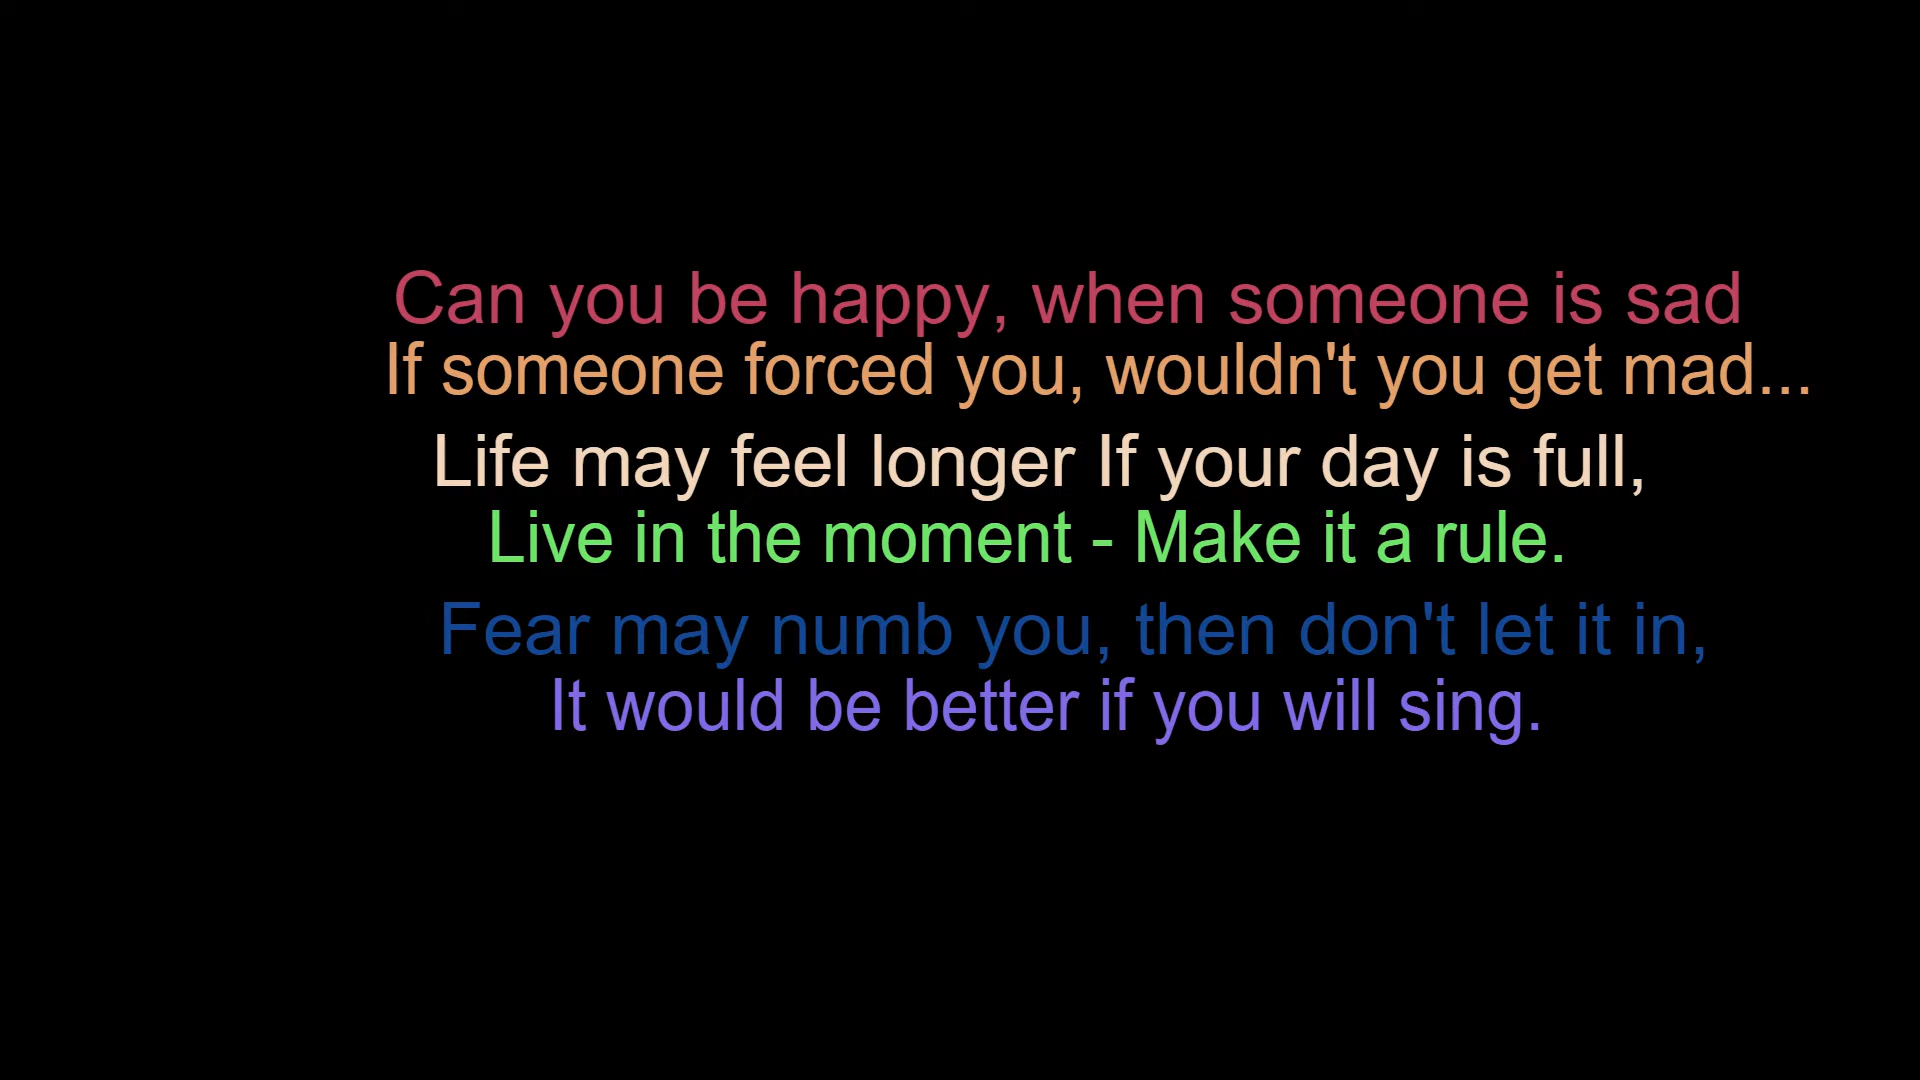 Can you be happy, when someone is sad
If someone forced you, wouldn't you get mad...
Life may feel longer If your day is full,
Live in the moment - Make it a rule.
Fear may numb you, then don't let it in,
It would be better if you will sing.